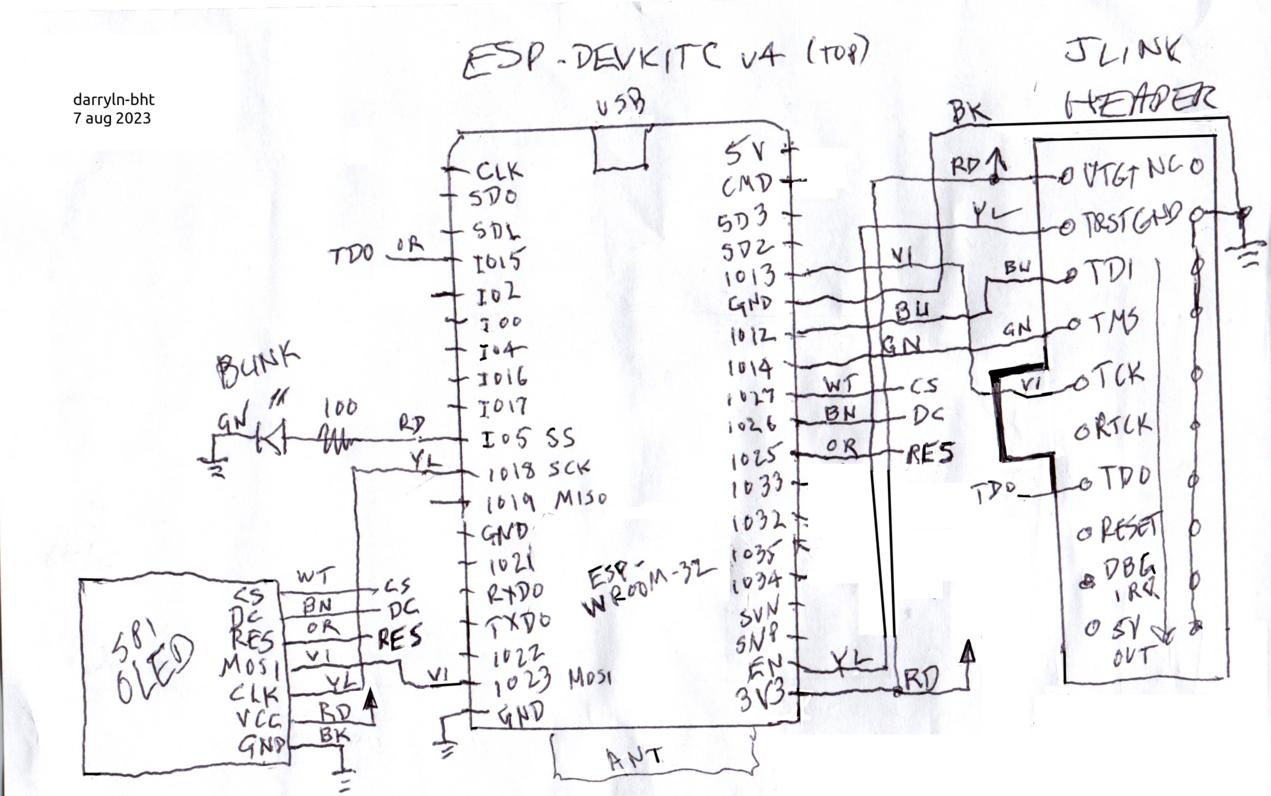 ESP-DEVKITC v4 (TOP)
JLINK
HEADER
darryln-bht
7 aug 2023
USB
BK
CLK
SD0
SD1
TDO OR
IO15
IO2
IO0
IO4
IO16
IO17
IO5 SS
IO18 SCK
IO19 MISO
GND
IO21
RXD0
TXD0
IO22
IO23 MOSI
GND
5V
CMD
SD3
SD2
IO13
GND
IO12
IO14
IO27
IO26
IO25
IO33
IO32
IO35
IO34
SVN
SVP
EN
3V3
ESP-
WROOM-32
ANT
BLINK
GN
100
RD
YL
VI
SPI
OLED
CS
DC
RES
MOSI
CLK
VCC
GND
WT CS
BN DC
OR RES
VI
YL
RD
BK
RD
YL
VI
BU
BU
GN
GN
WT CS
BN DC
OR RES
VI
TDO
YL
RD
VTGT NC
TRST GND
TDI
TMS
TCK
RTCK
TDO
RESET
DBG
IRQ
5V
OUT